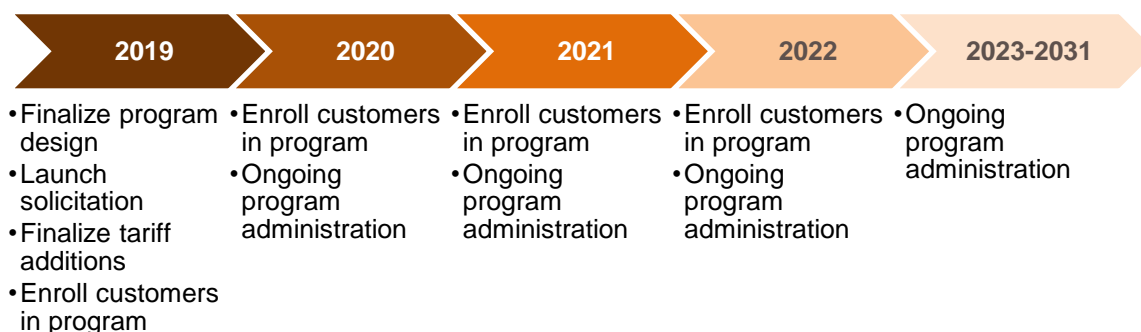 2019
2020
2021
2022
2023-2031
•Finalize program
design
•Launch
solicitation
•Finalize tariff
additions
•Enroll customers
in program
•Enroll customers
in program
•Ongoing
program
administration
•Enroll customers
in program
•Ongoing
program
administration
•Enroll customers
in program
•Ongoing
program
administration
•Ongoing
program
administration